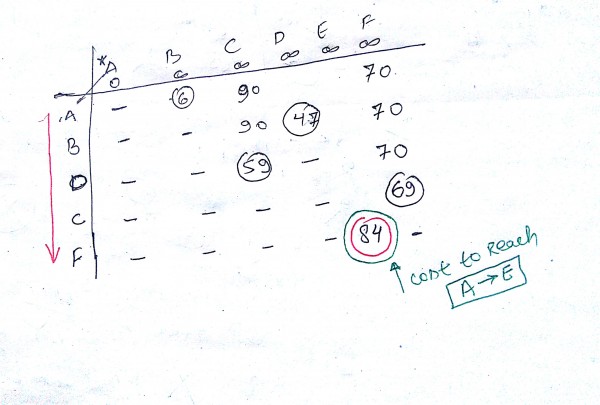 *A B C D E F
0 ∞ ∞ ∞ ∞ ∞
A - 6 90 70
B - - 90 47 70
D - - 59 - 70
C - - - - 69
F - - - - 84 -
cost to reach
A→E